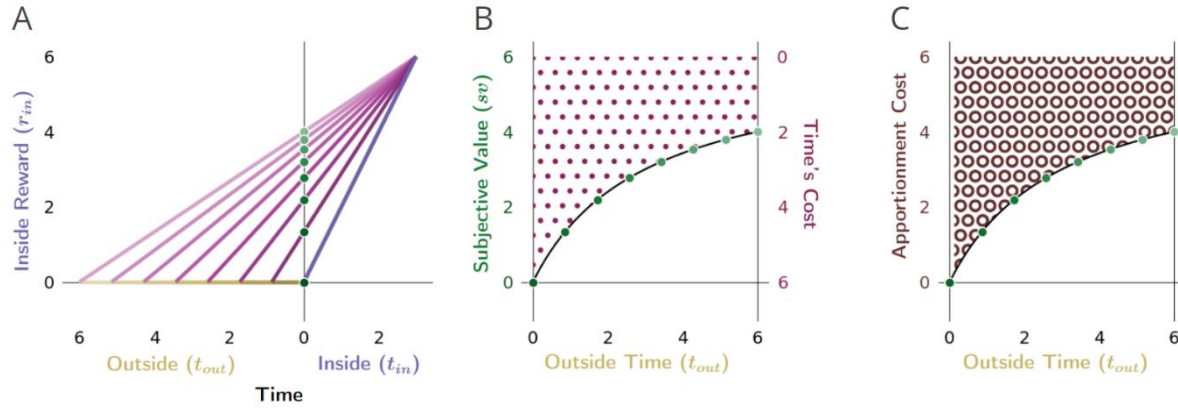 A
Inside Reward (r_in)
6
4
2
0
6
4
2
0
2
Outside (t_out)
Inside (t_in)
Time
B
Subjective Value (sv)
6
4
2
0
0
2
4
6
Time's Cost
0
2
4
6
Outside Time (t_out)
C
Apportionment Cost
6
4
2
0
0
2
4
6
Outside Time (t_out)